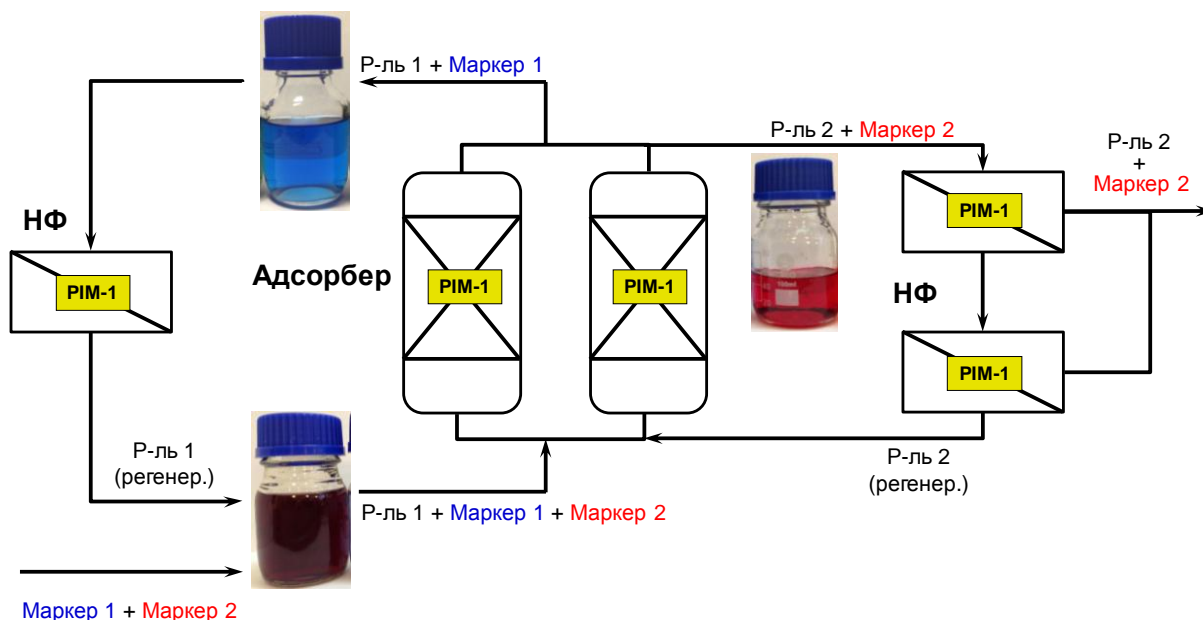 Р-ль 1 + Маркер 1
Р-ль 2 + Маркер 2
Р-ль 2
+
Маркер 2
НФ
PIM-1
Адсорбер
PIM-1
PIM-1
PIM-1
НФ
PIM-1
Р-ль 1
(регенер.)
Р-ль 2
(регенер.)
Р-ль 1 + Маркер 1 + Маркер 2
Маркер 1 + Маркер 2